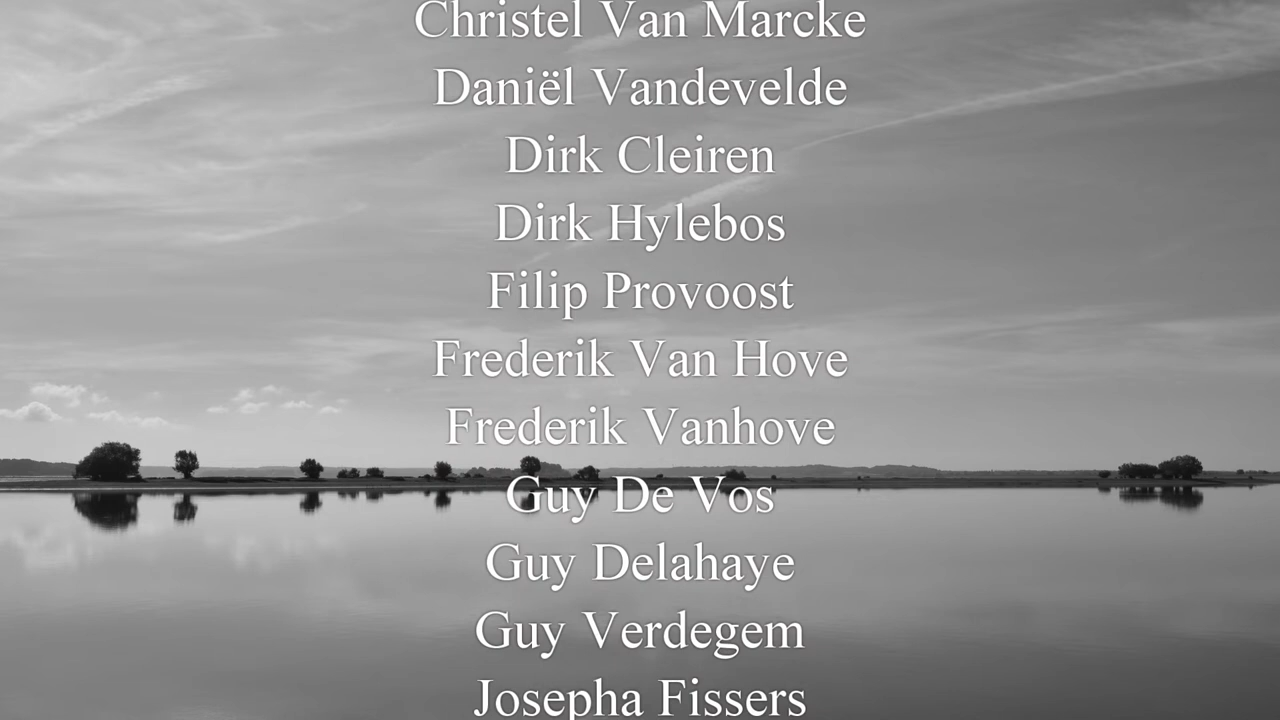 Christel Van Marcke
Daniël Vandevelde
Dirk Cleiren
Dirk Hylebos
Filip Provoost
Frederik Van Hove
Frederik Vanhove
Guy De Vos
Guy Delahaye
Guy Verdegem
Josepha Fissers